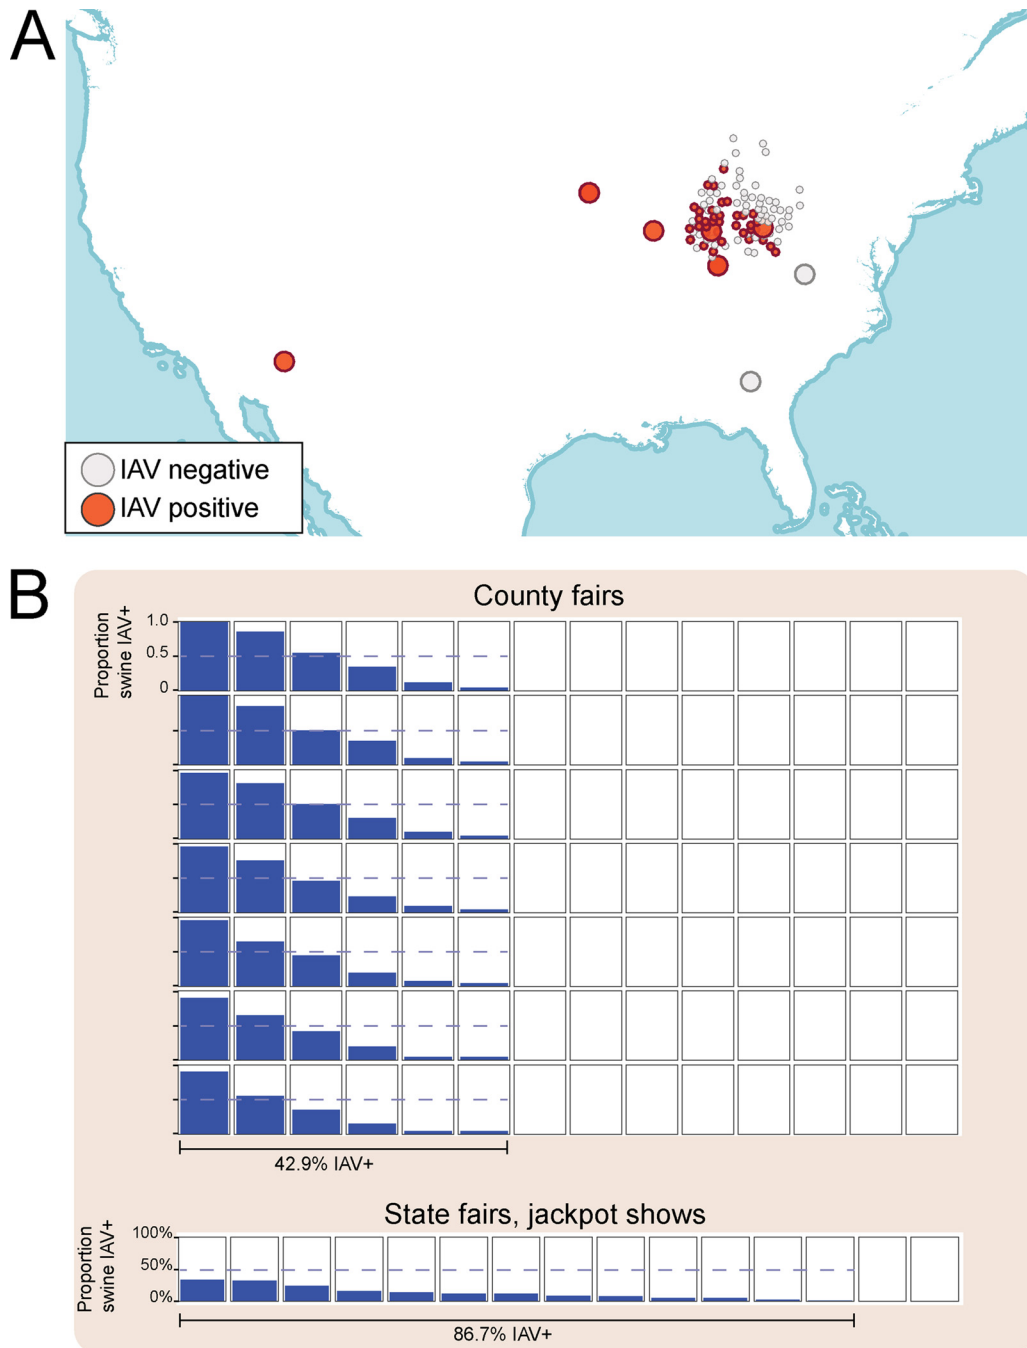 A
IAV negative
IAV positive
B
County fairs
Proportion
swine IAV+
1.0
0.5
0
42.9% IAV+
State fairs, jackpot shows
Proportion
swine IAV+
100%
50%
0%
86.7% IAV+